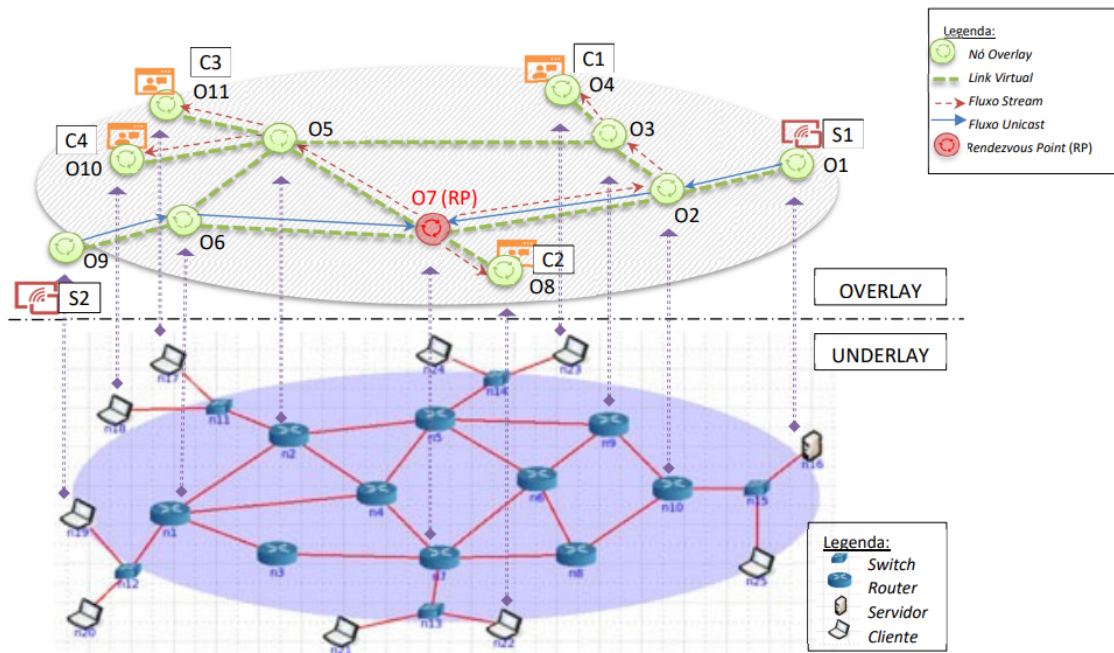 Legenda:
Nó Overlay
Link Virtual
Fluxo Stream
Fluxo Unicast
Rendezvous Point (RP)
C3
O11
C1
O4
C4
O10
O5
O3
S1
O1
O7 (RP)
O2
O6
O9
C2
O8
S2
OVERLAY
UNDERLAY
n17
n24
n23
n14
n18
n11
n2
n5
n9
n16
n19
n1
n4
n6
n10
n15
n3
n7
n8
n25
n12
n20
n13
n21
n22
Legenda:
Switch
Router
Servidor
Cliente